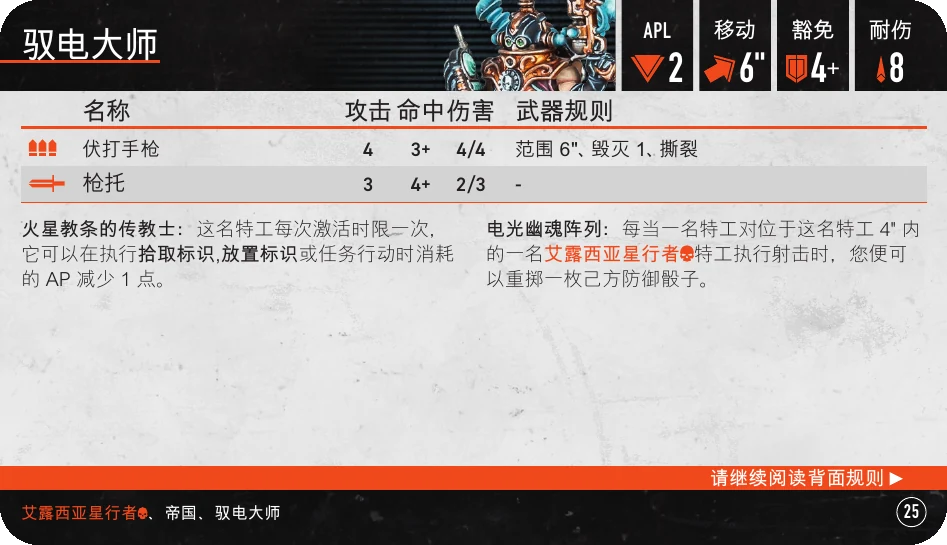 驭电大师
APL 移动 豁免 耐伤
2 6" 4+ 8
名称 攻击 命中 伤害 武器规则
伏打手枪 4 3+ 4/4 范围 6"、毁灭 1、撕裂
枪托 3 4+ 2/3 -
火星教条的传教士：这名特工每次激活时限一次，
它可以在执行拾取标识,放置标识或任务行动时消耗
的 AP 减少 1 点。
电光幽魂阵列：每当一名特工对位于这名特工 4" 内
的一名艾露西亚星行者特工执行射击时，您便可
以重掷一枚己方防御骰子。
请继续阅读背面规则
艾露西亚星行者、帝国、驭电大师
25